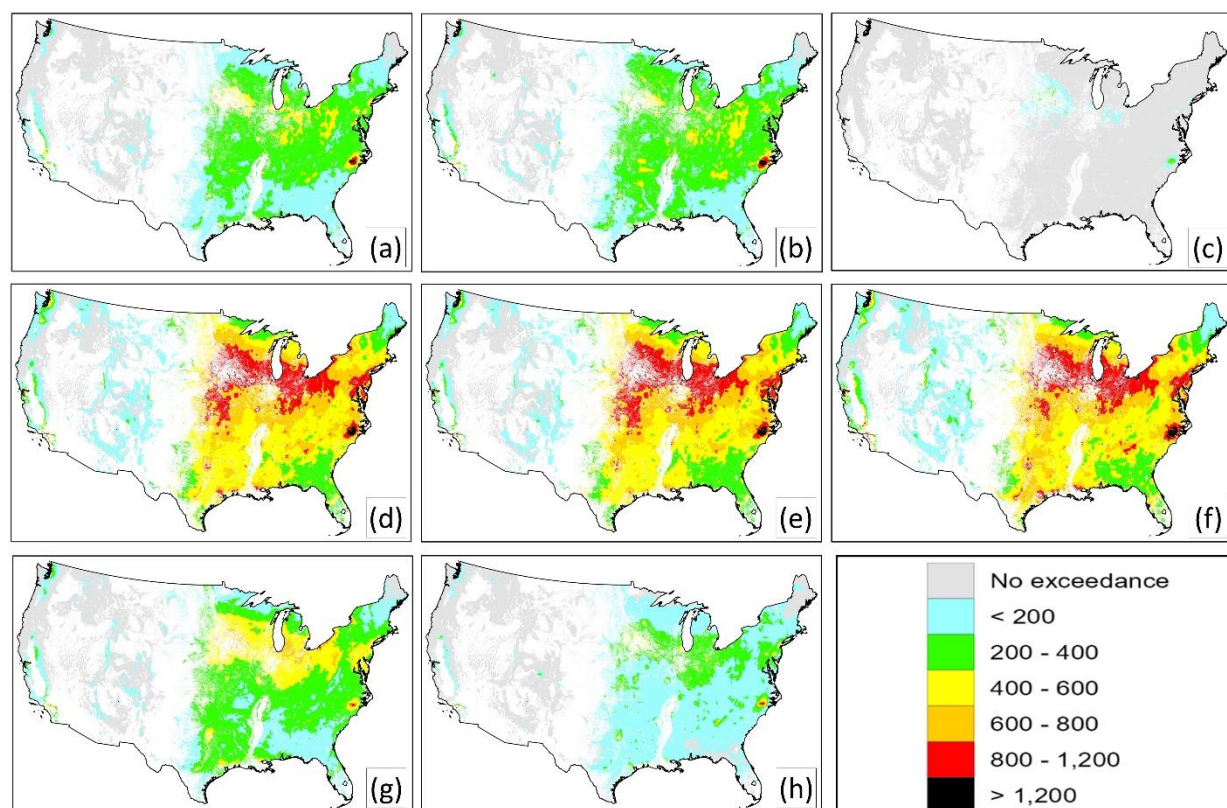 (a)
(b)
(c)
(d)
(e)
(f)
(g)
(h)
No exceedance
< 200
200 - 400
400 - 600
600 - 800
800 - 1,200
> 1,200